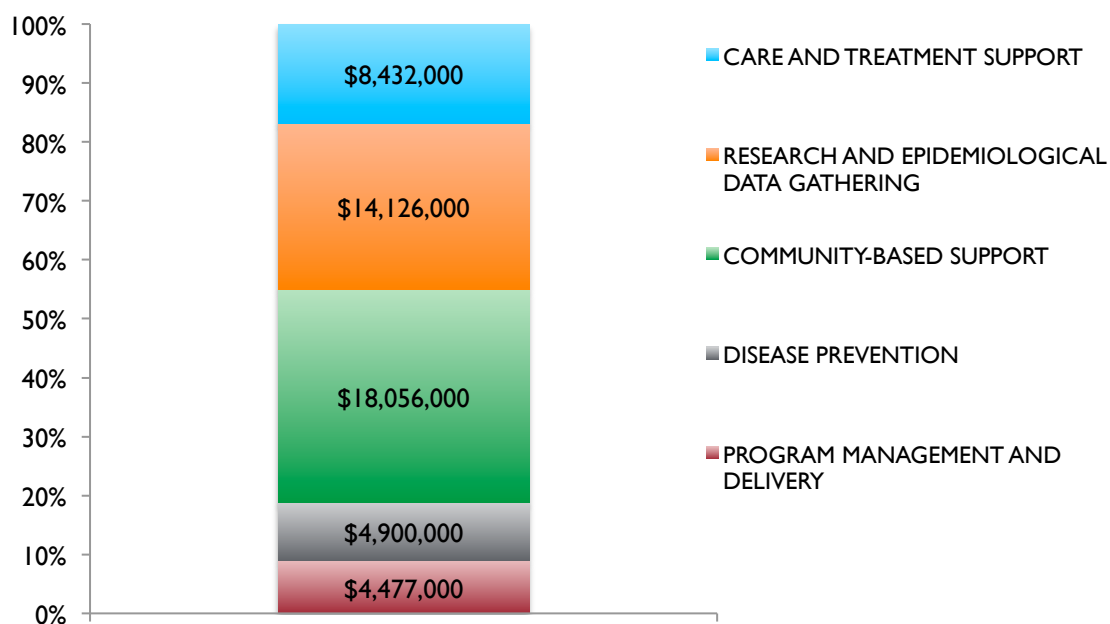 100%
90%
80%
70%
60%
50%
40%
30%
20%
10%
0%
$8,432,000
$14,126,000
$18,056,000
$4,900,000
$4,477,000
CARE AND TREATMENT SUPPORT
RESEARCH AND EPIDEMIOLOGICAL
DATA GATHERING
COMMUNITY-BASED SUPPORT
DISEASE PREVENTION
PROGRAM MANAGEMENT AND
DELIVERY